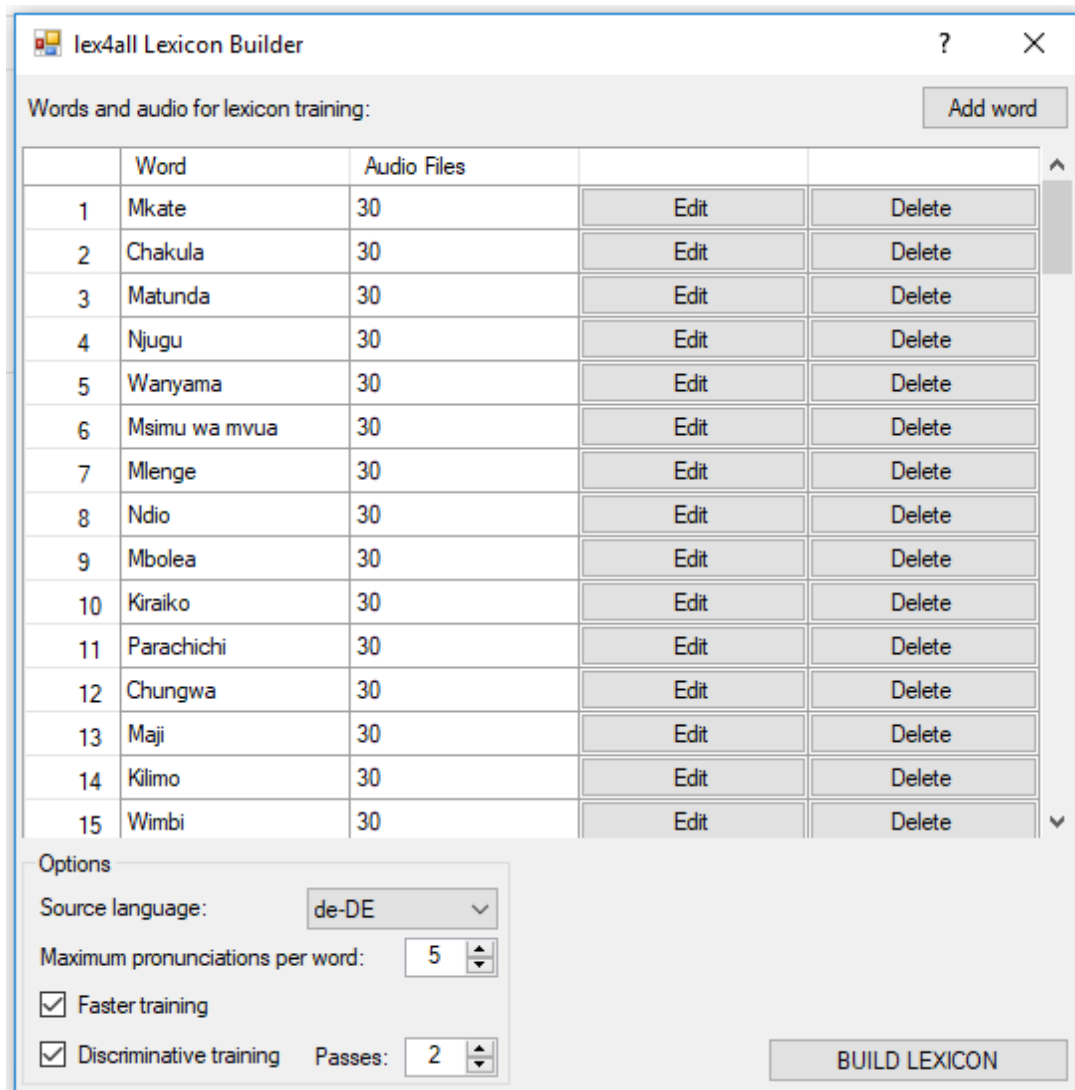 lex4all Lexicon Builder ?
Words and audio for lexicon training: Add word
Word Audio Files
1 Mkate 30 Edit Delete
2 Chakula 30 Edit Delete
3 Matunda 30 Edit Delete
4 Njugu 30 Edit Delete
5 Wanyama 30 Edit Delete
6 Msimu wa mvua 30 Edit Delete
7 Mlenge 30 Edit Delete
8 Ndio 30 Edit Delete
9 Mbolea 30 Edit Delete
10 Kiraiko 30 Edit Delete
11 Parachichi 30 Edit Delete
12 Chungwa 30 Edit Delete
13 Maji 30 Edit Delete
14 Kilimo 30 Edit Delete
15 Wimbi 30 Edit Delete
Options
Source language: de-DE
Maximum pronunciations per word: 5
Faster training
Discriminative training Passes: 2
BUILD LEXICON